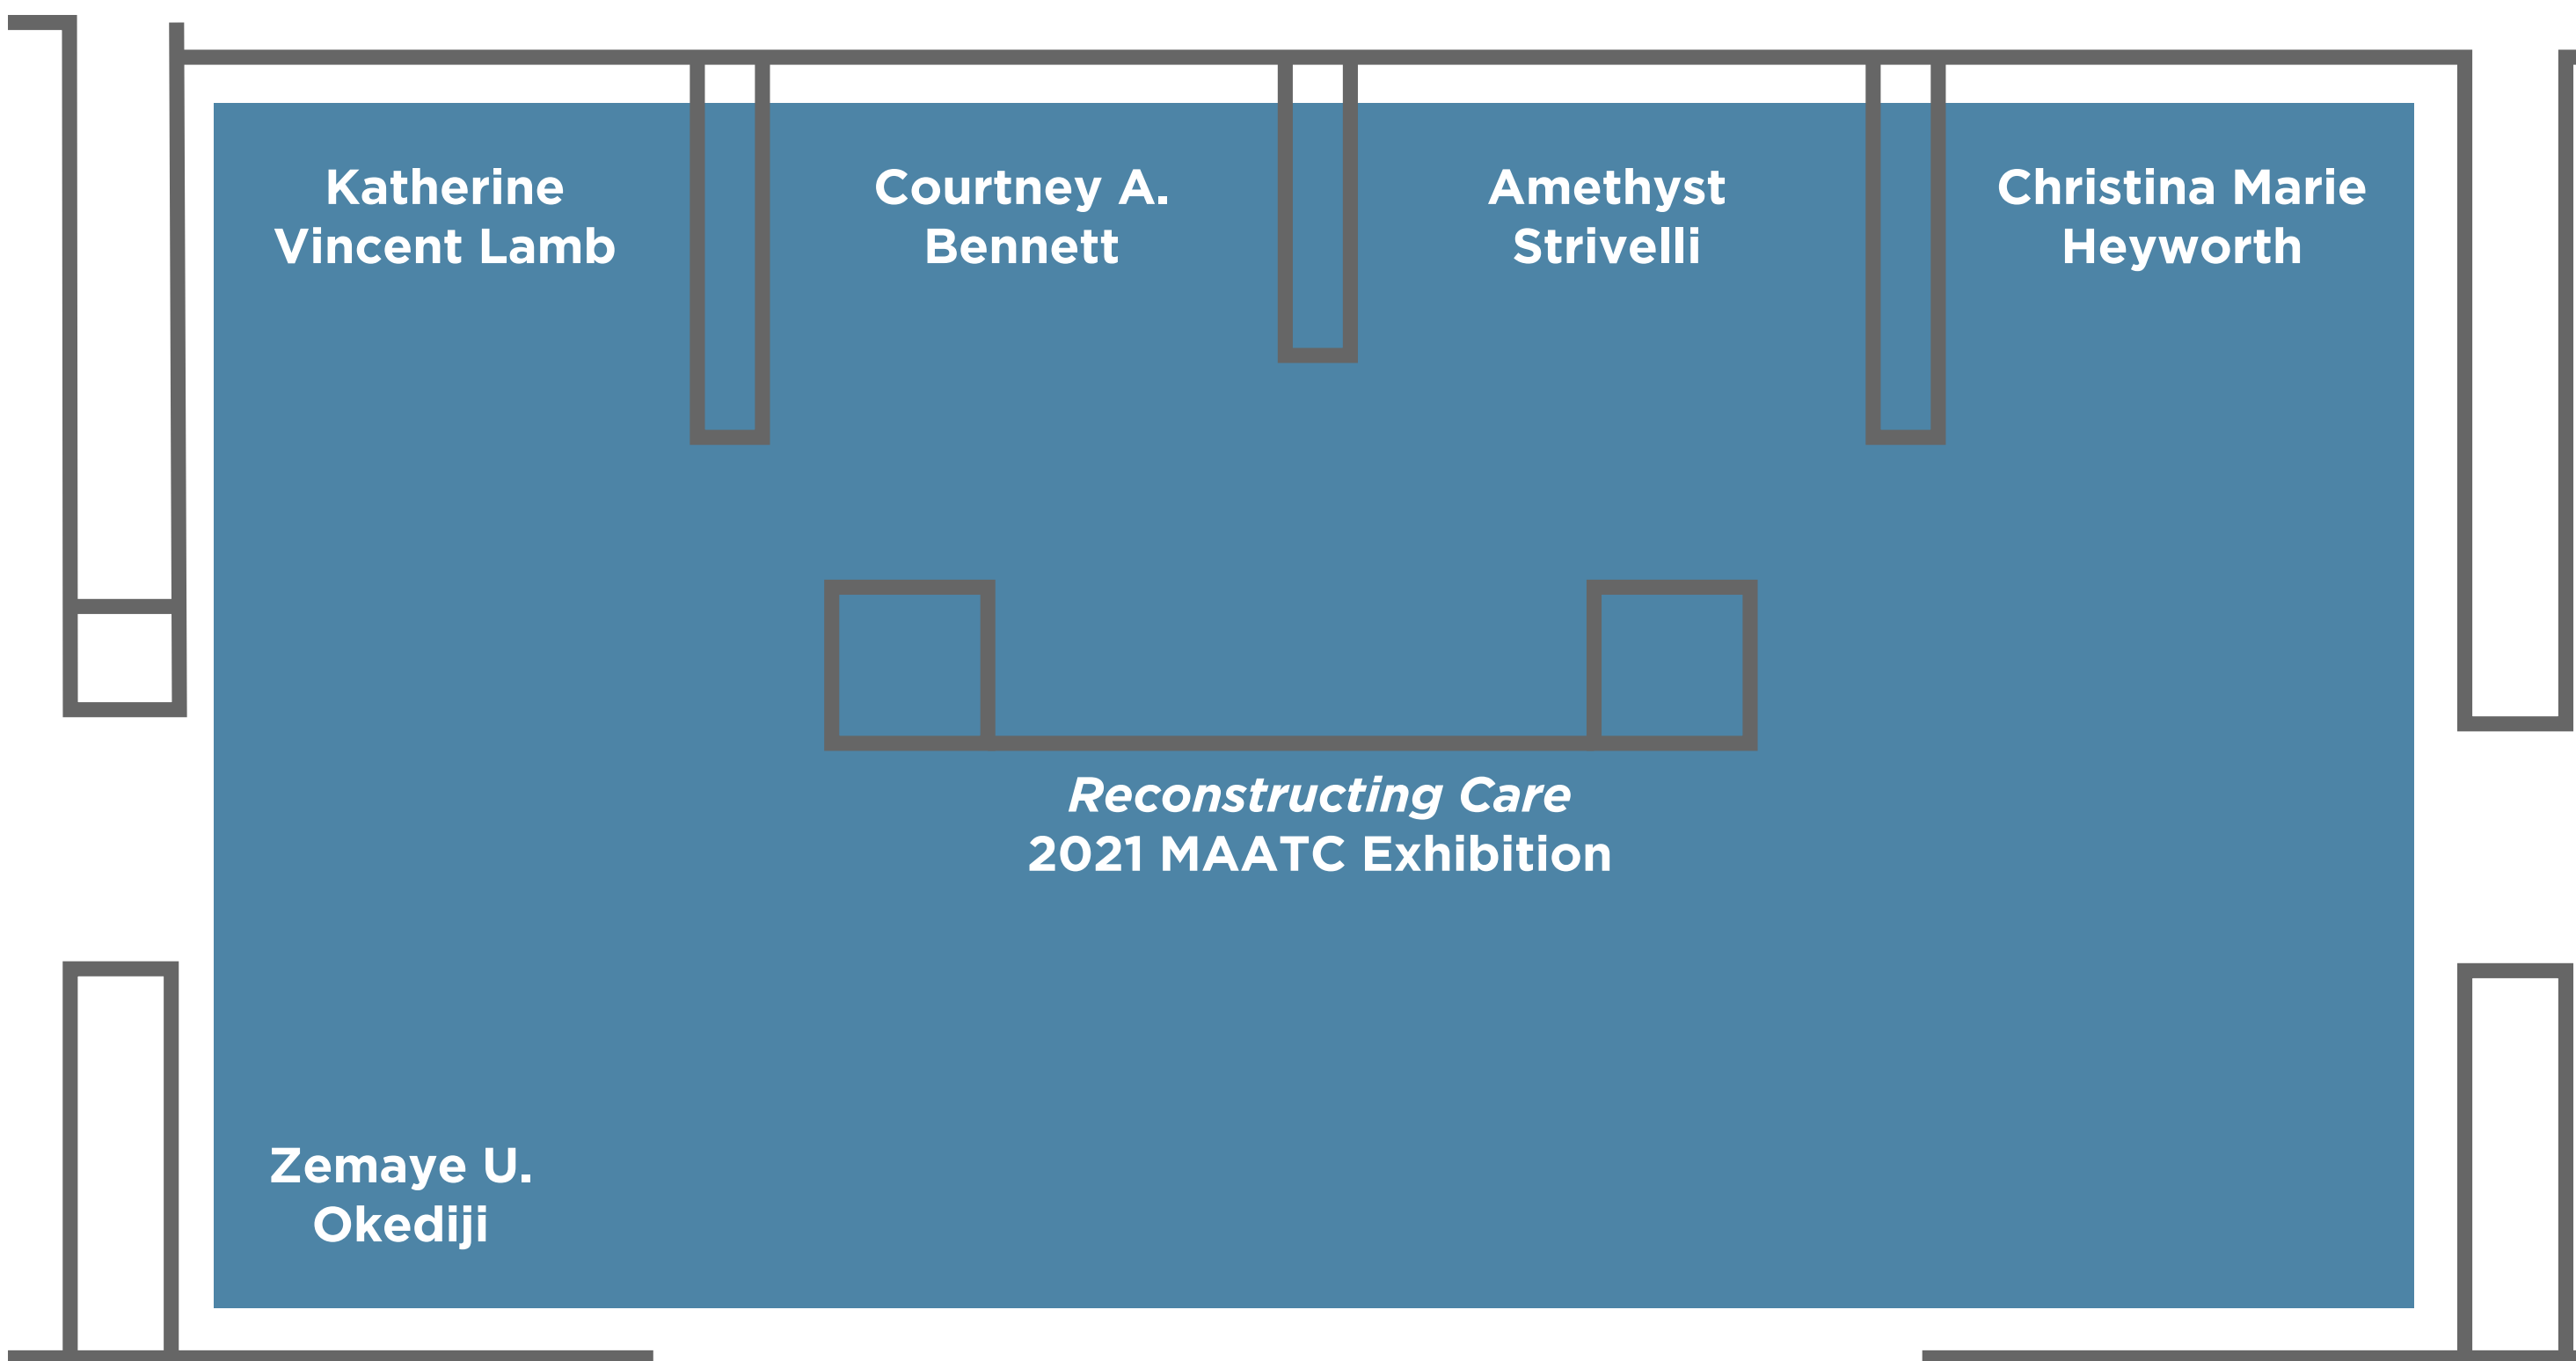 Katherine
Vincent Lamb
Courtney A.
Bennett
Amethyst
Strivelli
Christina Marie
Heyworth
Reconstructing Care
2021 MAATC Exhibition
Zemaye U.
Okediji